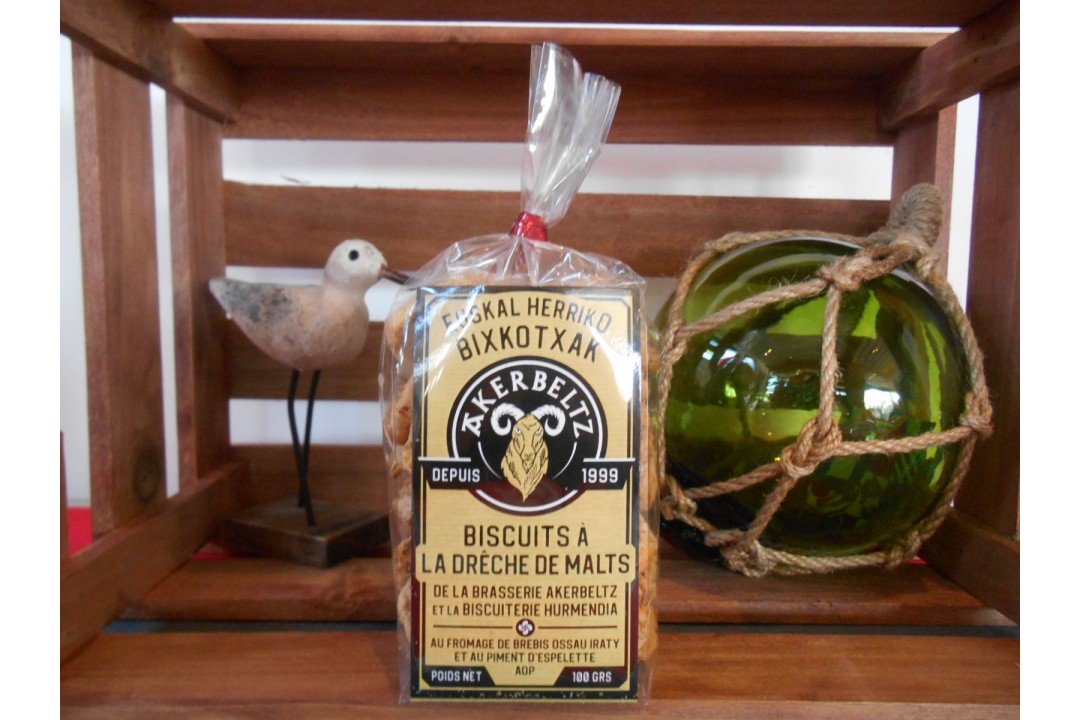 EUSKAL HERRIKO
BIXKOTXAK
AKERBELTZ
DEPUIS 1999
BISCUITS À
LA DRÊCHE DE MALTS
DE LA BRASSERIE AKERBELTZ
ET LA BISCUITERIE HURMENDIA
AU FROMAGE DE BREBIS OSSAU IRATY
ET AU PIMENT D'ESPELETTE
AOP
POIDS NET 100 GRS